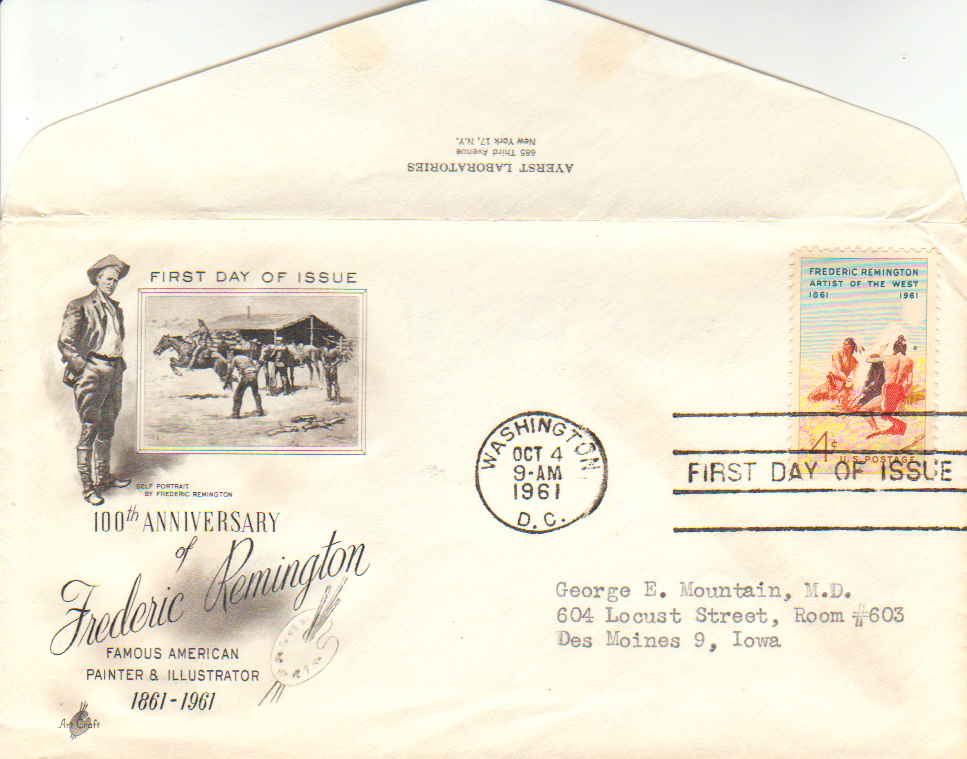 AYERST LABORATORIES
685 Third Avenue
New York 17, N.Y.
FIRST DAY OF ISSUE
SELF PORTRAIT
BY FREDERIC REMINGTON
100th ANNIVERSARY
of
Frederic Remington
FAMOUS AMERICAN
PAINTER & ILLUSTRATOR
1861-1961
Art Craft
WASHINGTON
OCT 4
9-AM
1961
D. C.
FREDERIC REMINGTON
ARTIST OF THE WEST
1861 1961
4¢
U.S. POSTAGE
FIRST DAY OF ISSUE
George E. Mountain, M.D.
604 Locust Street, Room #603
Des Moines 9, Iowa